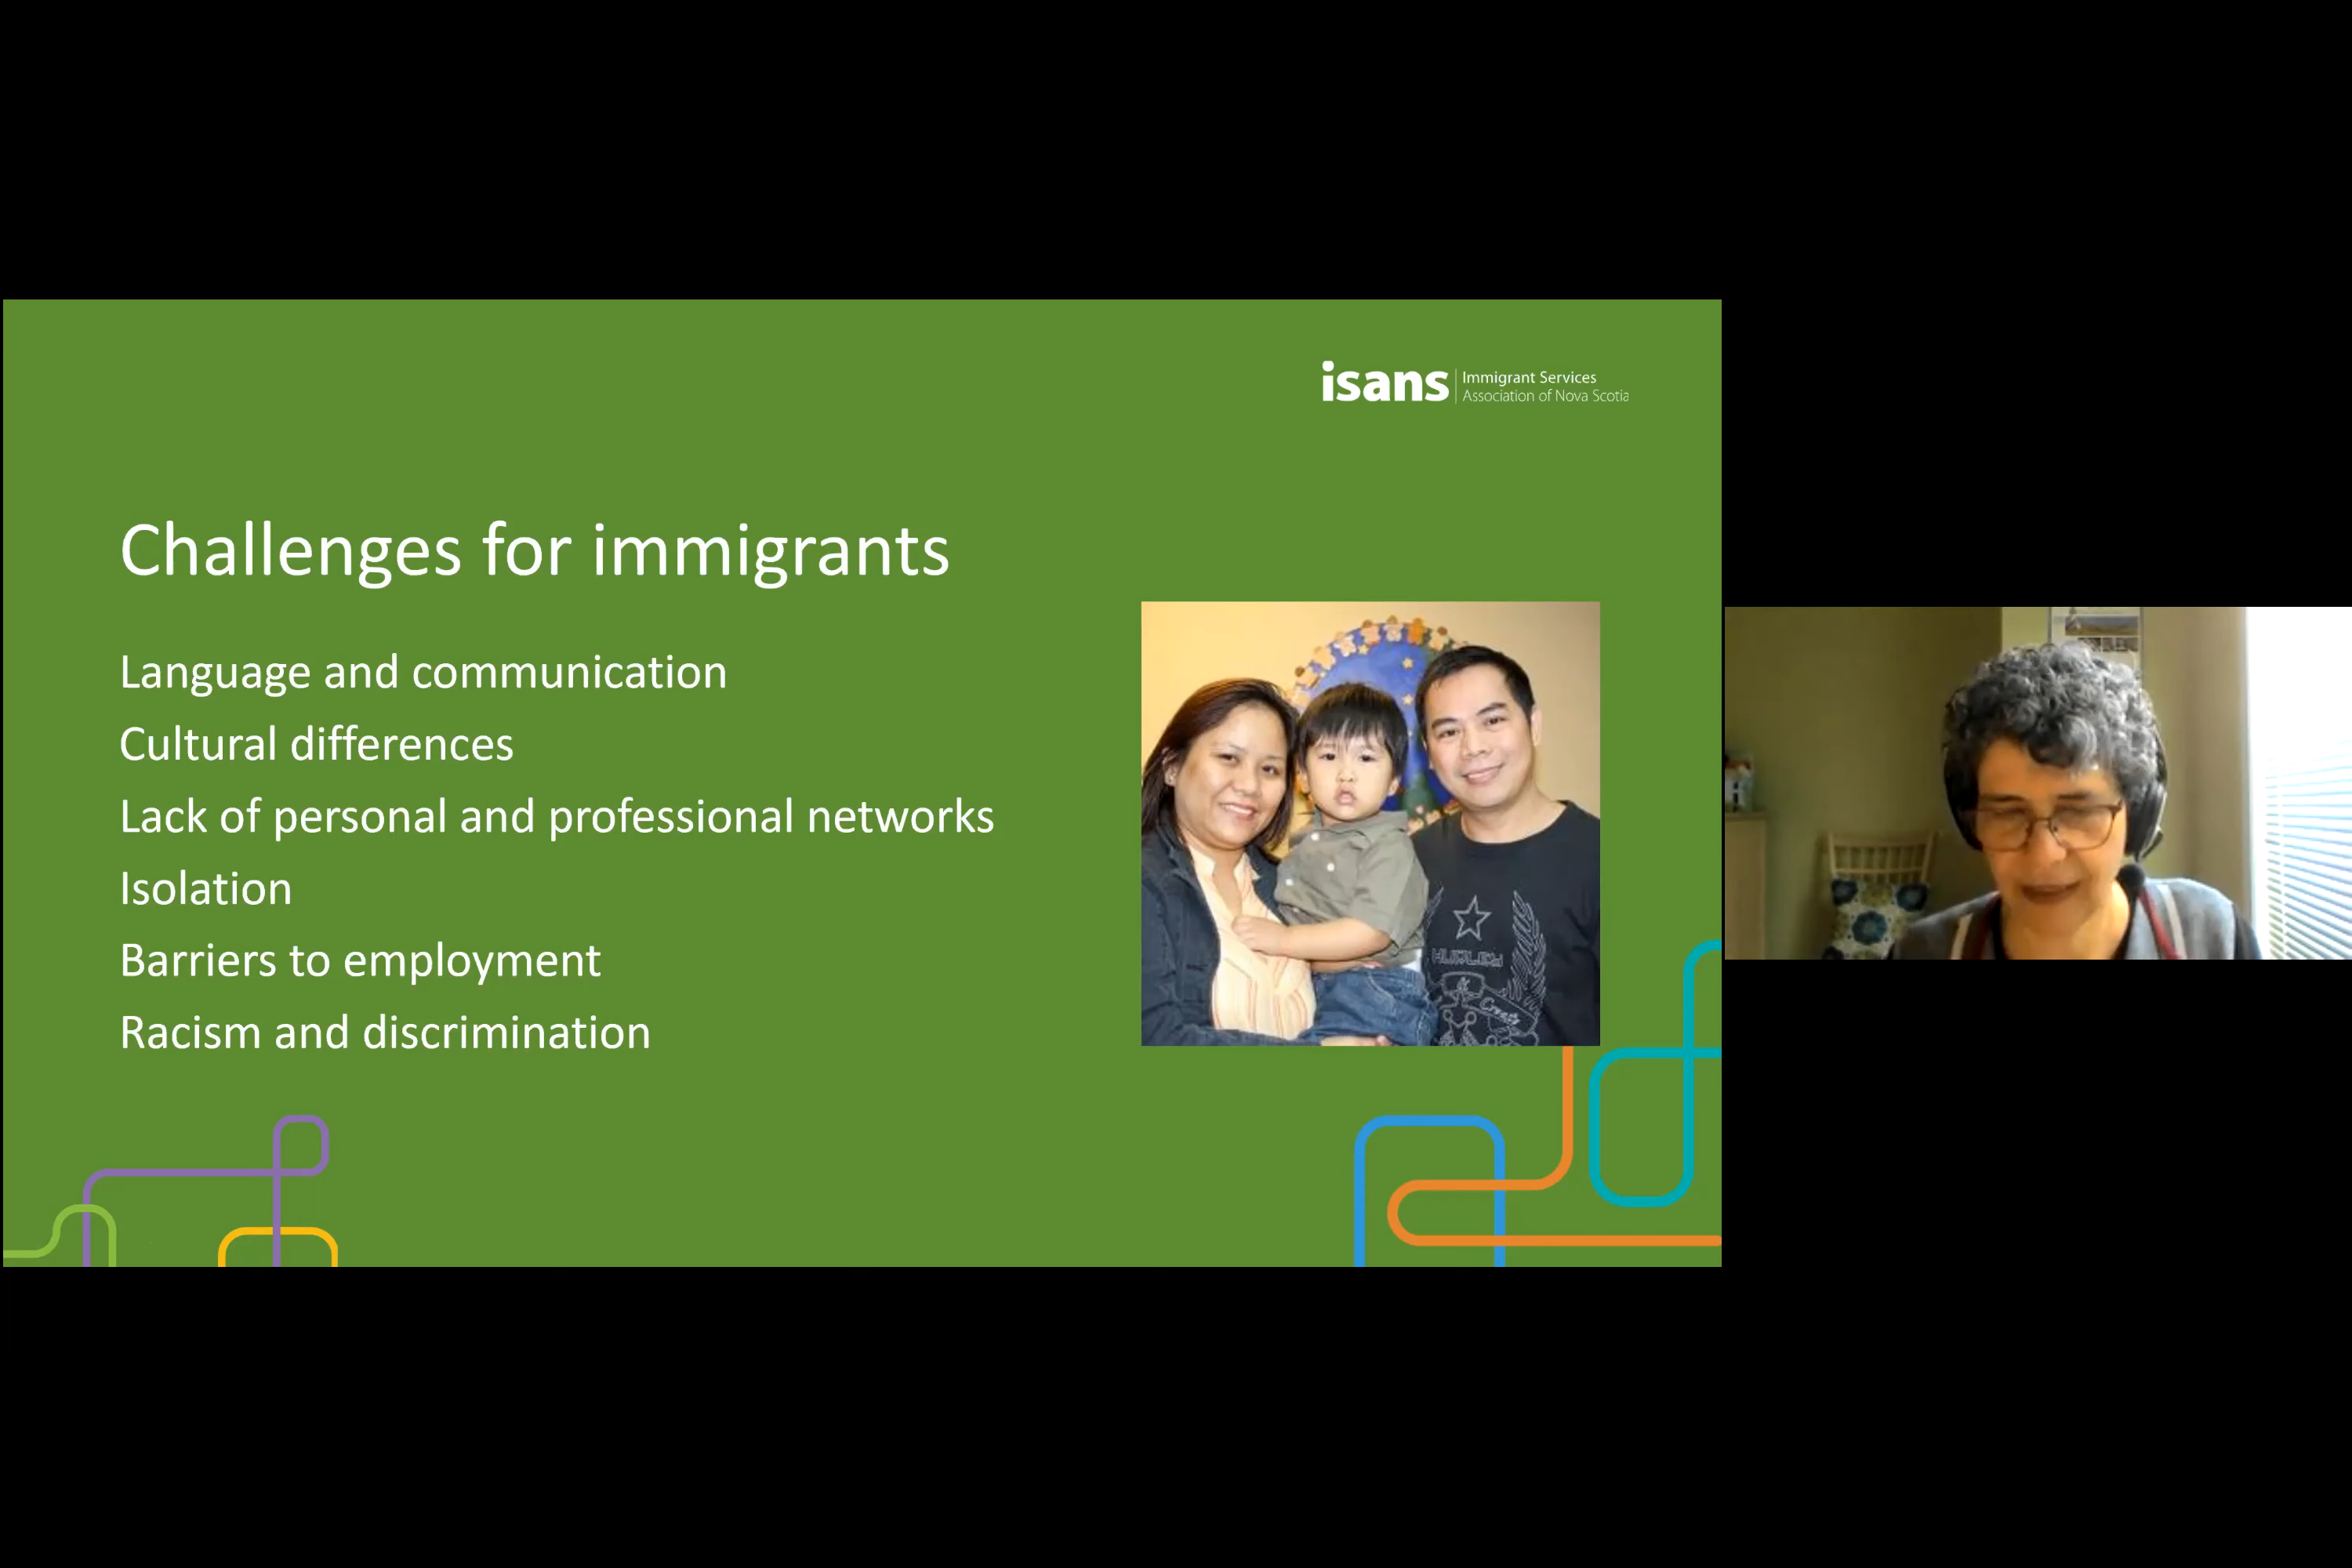 isans
Immigrant Services
Association of Nova Scotia
Challenges for immigrants
Language and communication
Cultural differences
Lack of personal and professional networks
Isolation
Barriers to employment
Racism and discrimination